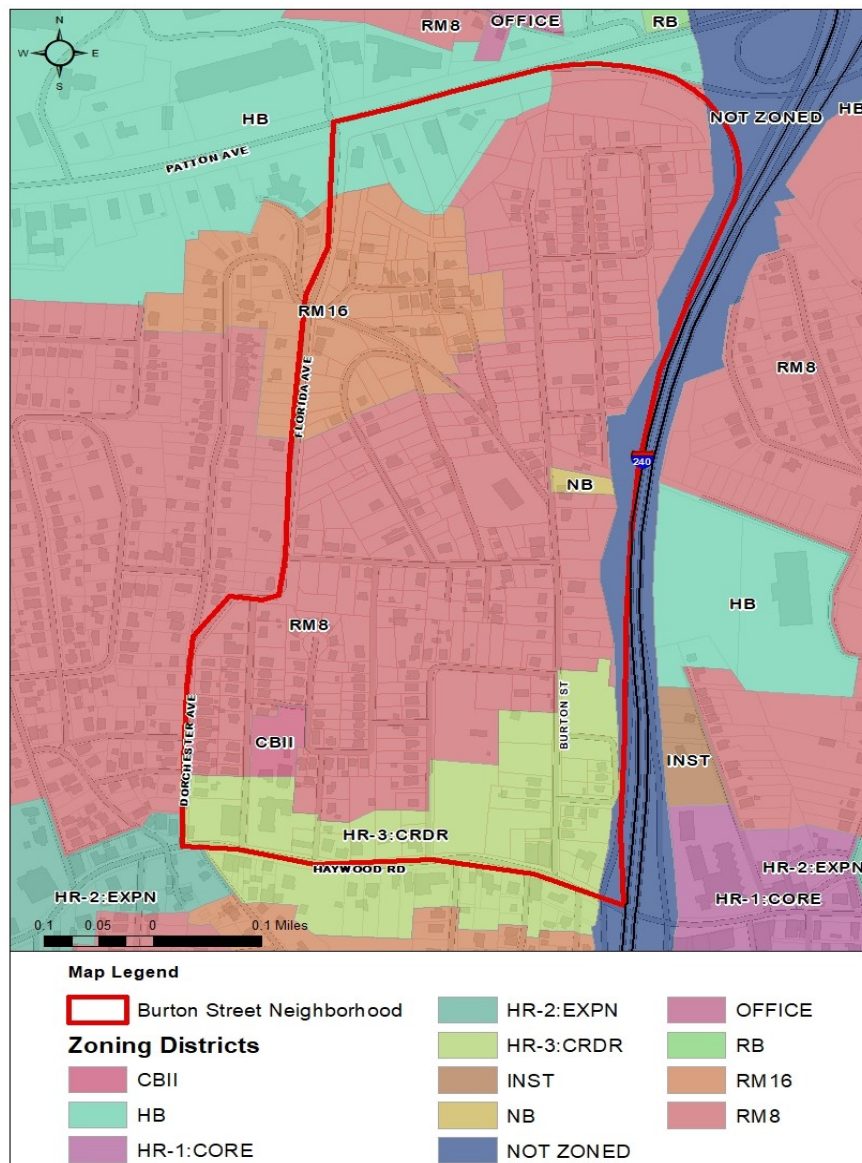 N
W E
S
RM8
OFFICE
RB
HB
NOT ZONED
HB
PATTON AVE
RM16
FLORIDA AVE
RM8
240
NB
HB
RM8
DORCHESTER AVE
BURTON ST
CBII
INST
HR-3:CRDR
HAYWOOD RD
HR-2:EXPN
HR-2:EXPN
HR-1:CORE
0.1 0.05 0 0.1 Miles
Map Legend
Burton Street Neighborhood
Zoning Districts
CBII
HB
HR-1:CORE
HR-2:EXPN
HR-3:CRDR
INST
NB
NOT ZONED
OFFICE
RB
RM16
RM8